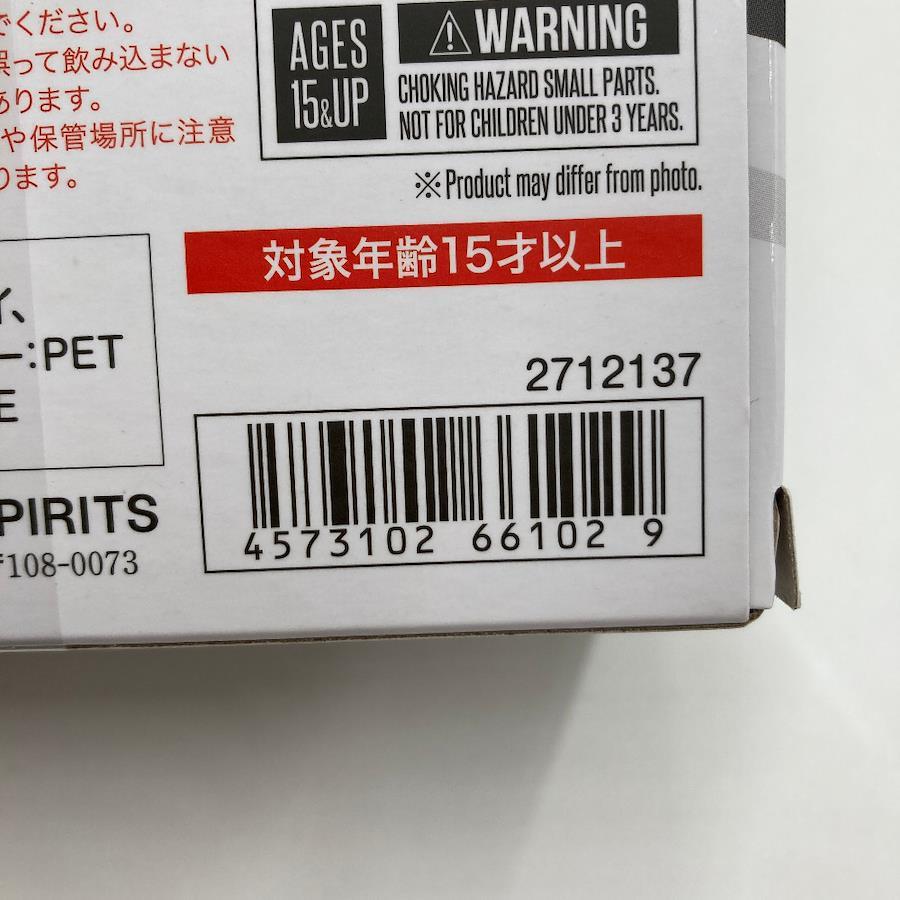 でください。
誤って飲み込まない
あります。
や保管場所に注意
ります。
AGES
15&UP
⚠WARNING
CHOKING HAZARD SMALL PARTS.
NOT FOR CHILDREN UNDER 3 YEARS.
※Product may differ from photo.
対象年齢15才以上
イ、
ー:PET
E
PIRITS
〒108-0073
2712137
4573102 66102 9